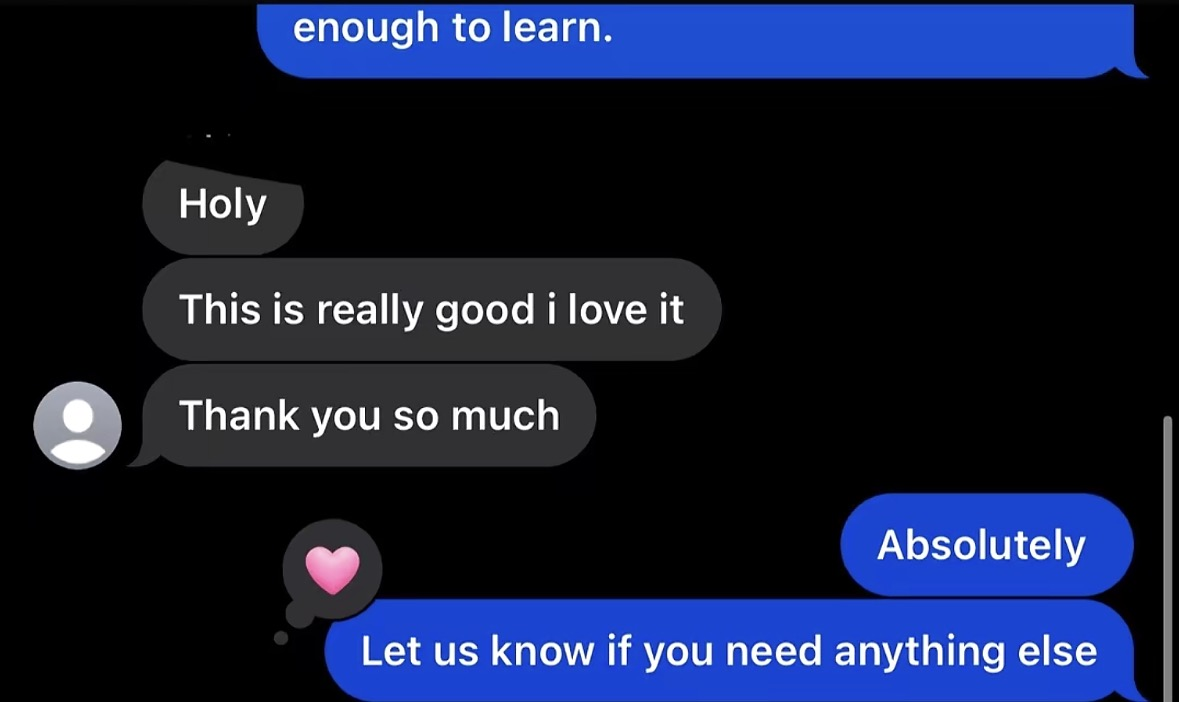 enough to learn.
Holy
This is really good i love it
Thank you so much
Absolutely
Let us know if you need anything else